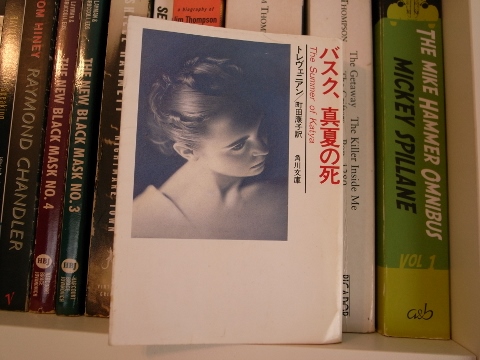 TOM HINEY
RAYMOND CHANDLER
THE NEW BLACK MASK NO. 4
THE NEW BLACK MASK NO. 3
a biography of
Jim Thompson
THOMPSON
バスク、真夏の死
The Summer of Katya
トレヴェニアン/町田康子訳
角川文庫
The Getaway
The Killer Inside Me
PICADOR
THE MIKE HAMMER OMNIBUS
MICKEY SPILLANE
VOL 1
a&b